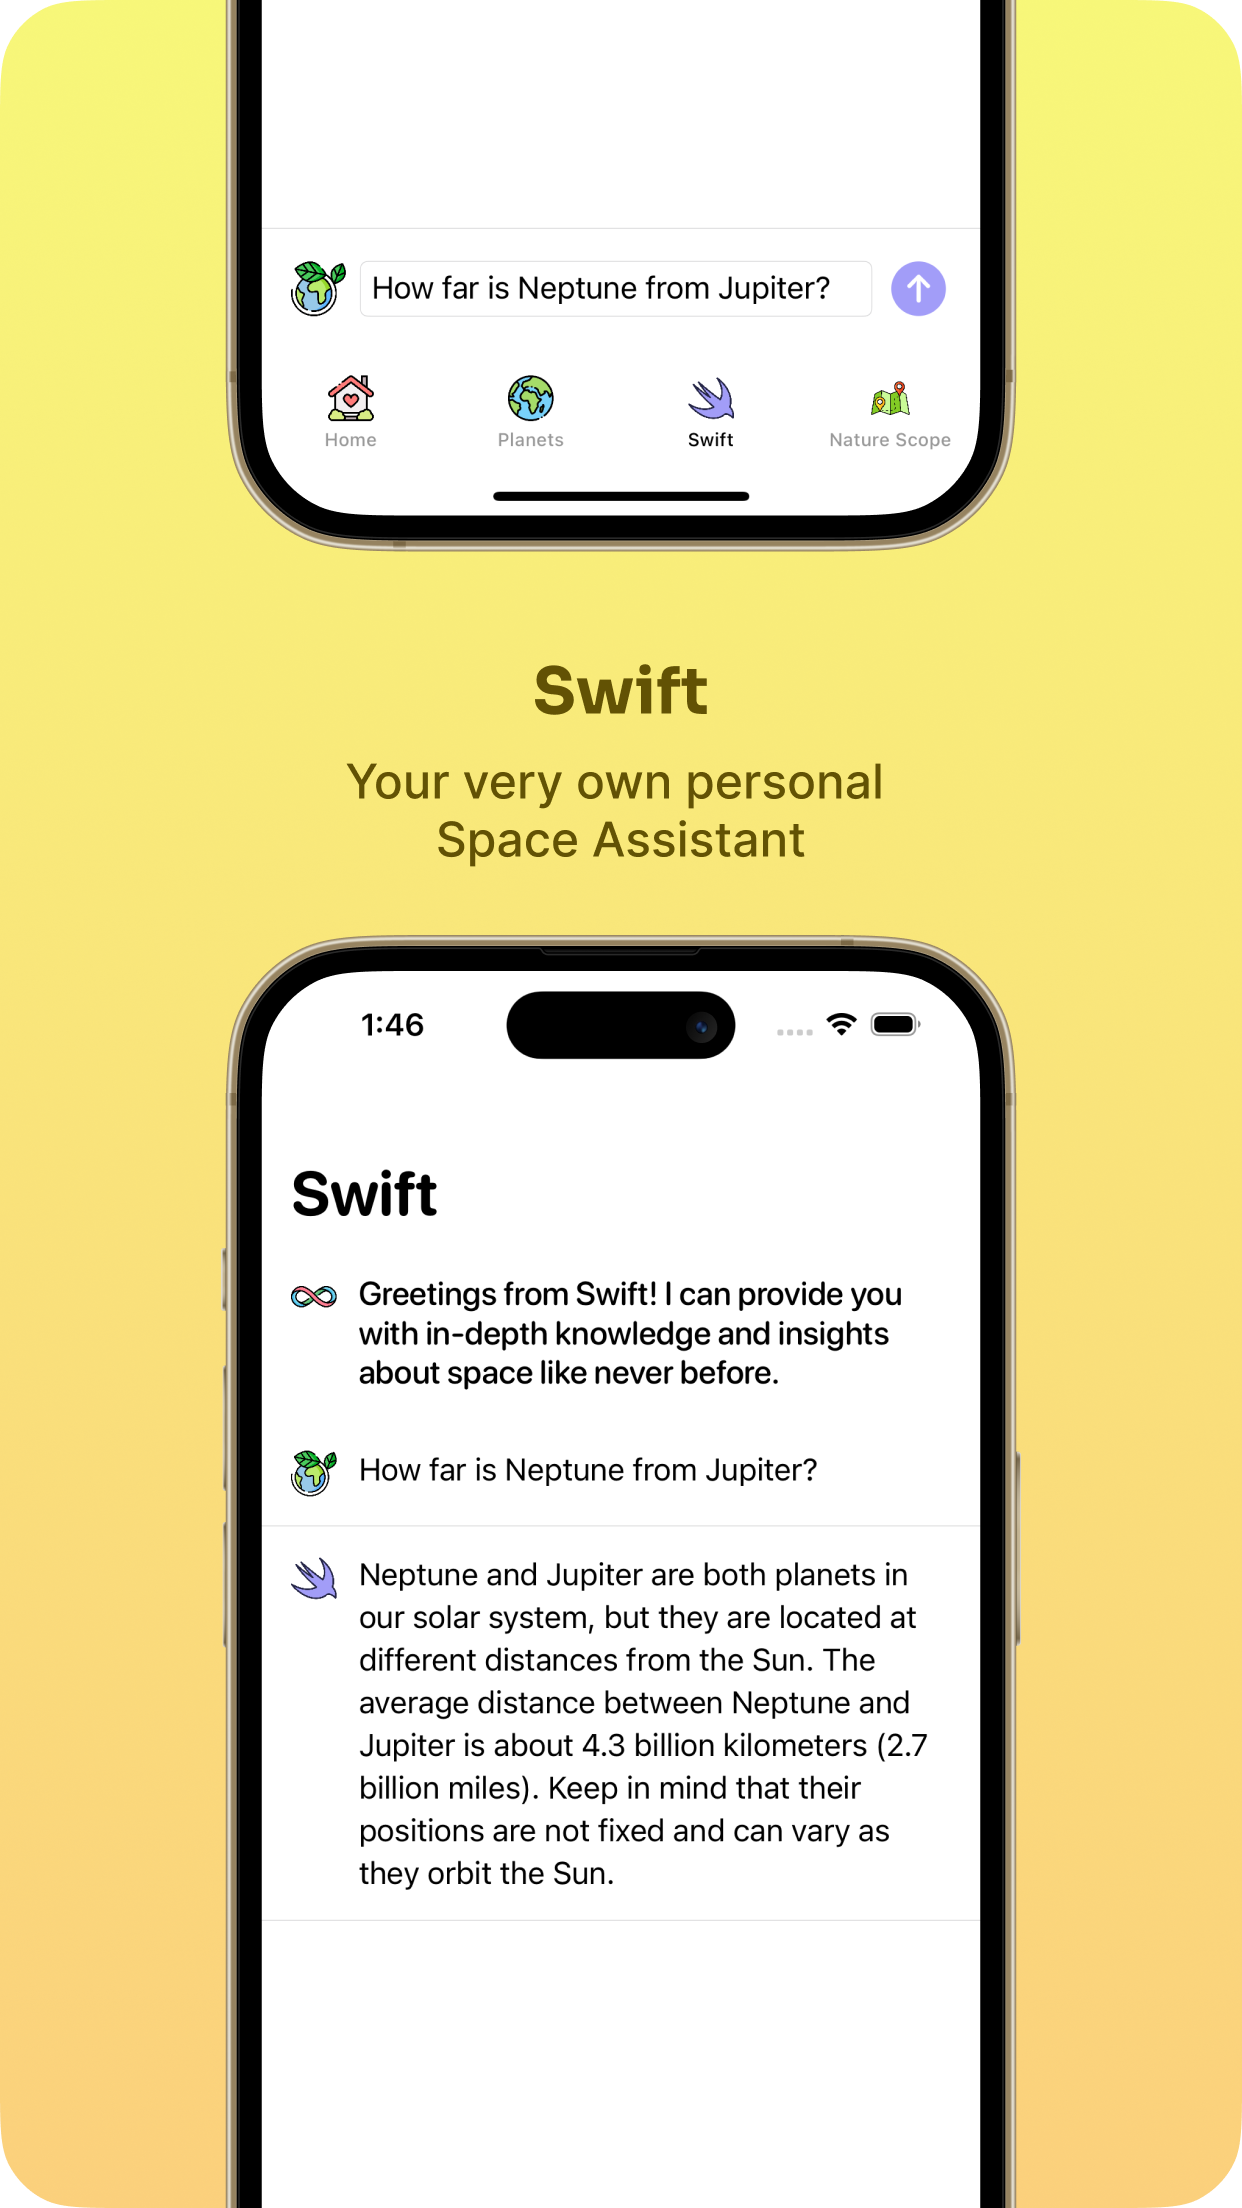 How far is Neptune from Jupiter?
Home
Planets
Swift
Nature Scope
Swift
Your very own personal
Space Assistant
1:46
Swift
Greetings from Swift! I can provide you
with in-depth knowledge and insights
about space like never before.
How far is Neptune from Jupiter?
Neptune and Jupiter are both planets in
our solar system, but they are located at
different distances from the Sun. The
average distance between Neptune and
Jupiter is about 4.3 billion kilometers (2.7
billion miles). Keep in mind that their
positions are not fixed and can vary as
they orbit the Sun.